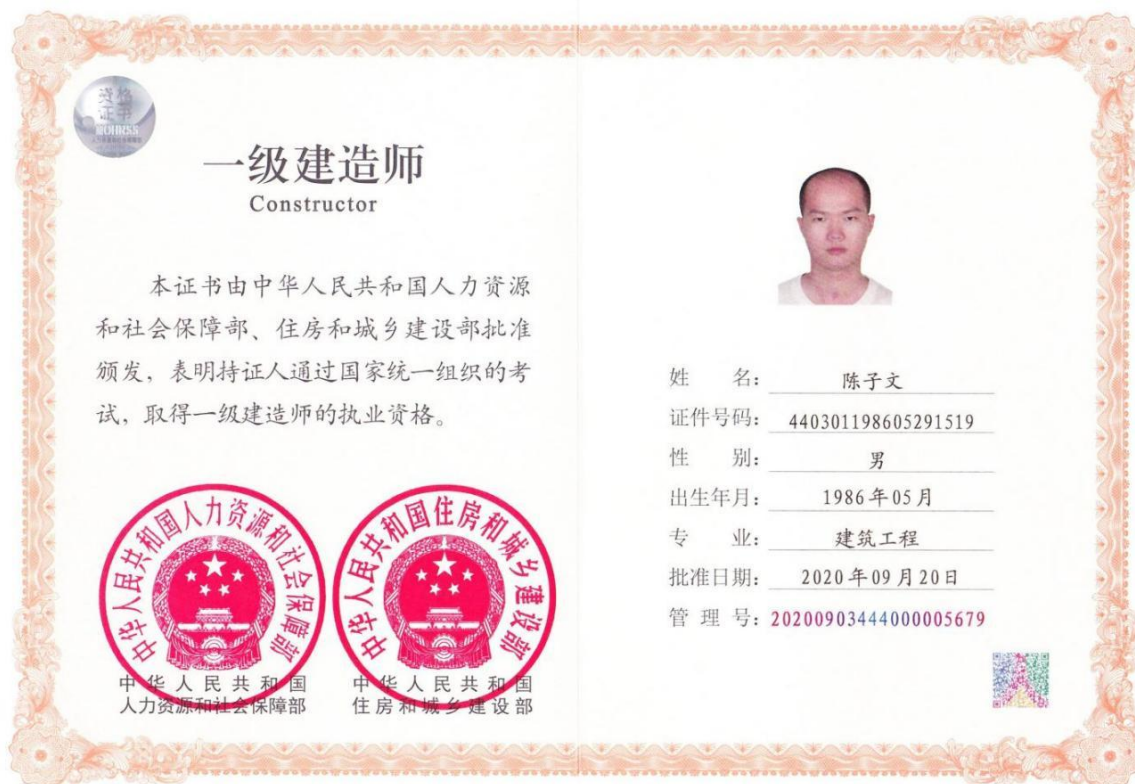 资格
证书
MOHRSS
一级建造师
Constructor
本证书由中华人民共和国人力资源
和社会保障部、住房和城乡建设部批准
颁发，表明持证人通过国家统一组织的考
试，取得一级建造师的执业资格。
中华人民共和国人力资源和社会保障部
中华人民共和国住房和城乡建设部
中华人民共和国
人力资源和社会保障部
中华人民共和国
住房和城乡建设部
姓 名： 陈子文
证件号码： 440301198605291519
性 别： 男
出生年月： 1986年05月
专 业： 建筑工程
批准日期： 2020年09月20日
管 理 号： 20200903444000005679